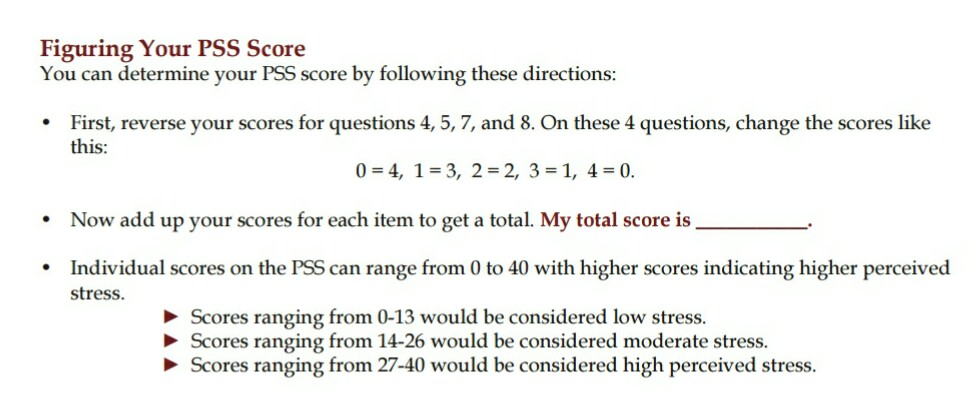 Figuring Your PSS Score
You can determine your PSS score by following these directions:
• First, reverse your scores for questions 4, 5, 7, and 8. On these 4 questions, change the scores like
this:
0 = 4, 1 = 3, 2 = 2, 3 = 1, 4 = 0.
• Now add up your scores for each item to get a total. My total score is __________.
• Individual scores on the PSS can range from 0 to 40 with higher scores indicating higher perceived
stress.
► Scores ranging from 0-13 would be considered low stress.
► Scores ranging from 14-26 would be considered moderate stress.
► Scores ranging from 27-40 would be considered high perceived stress.